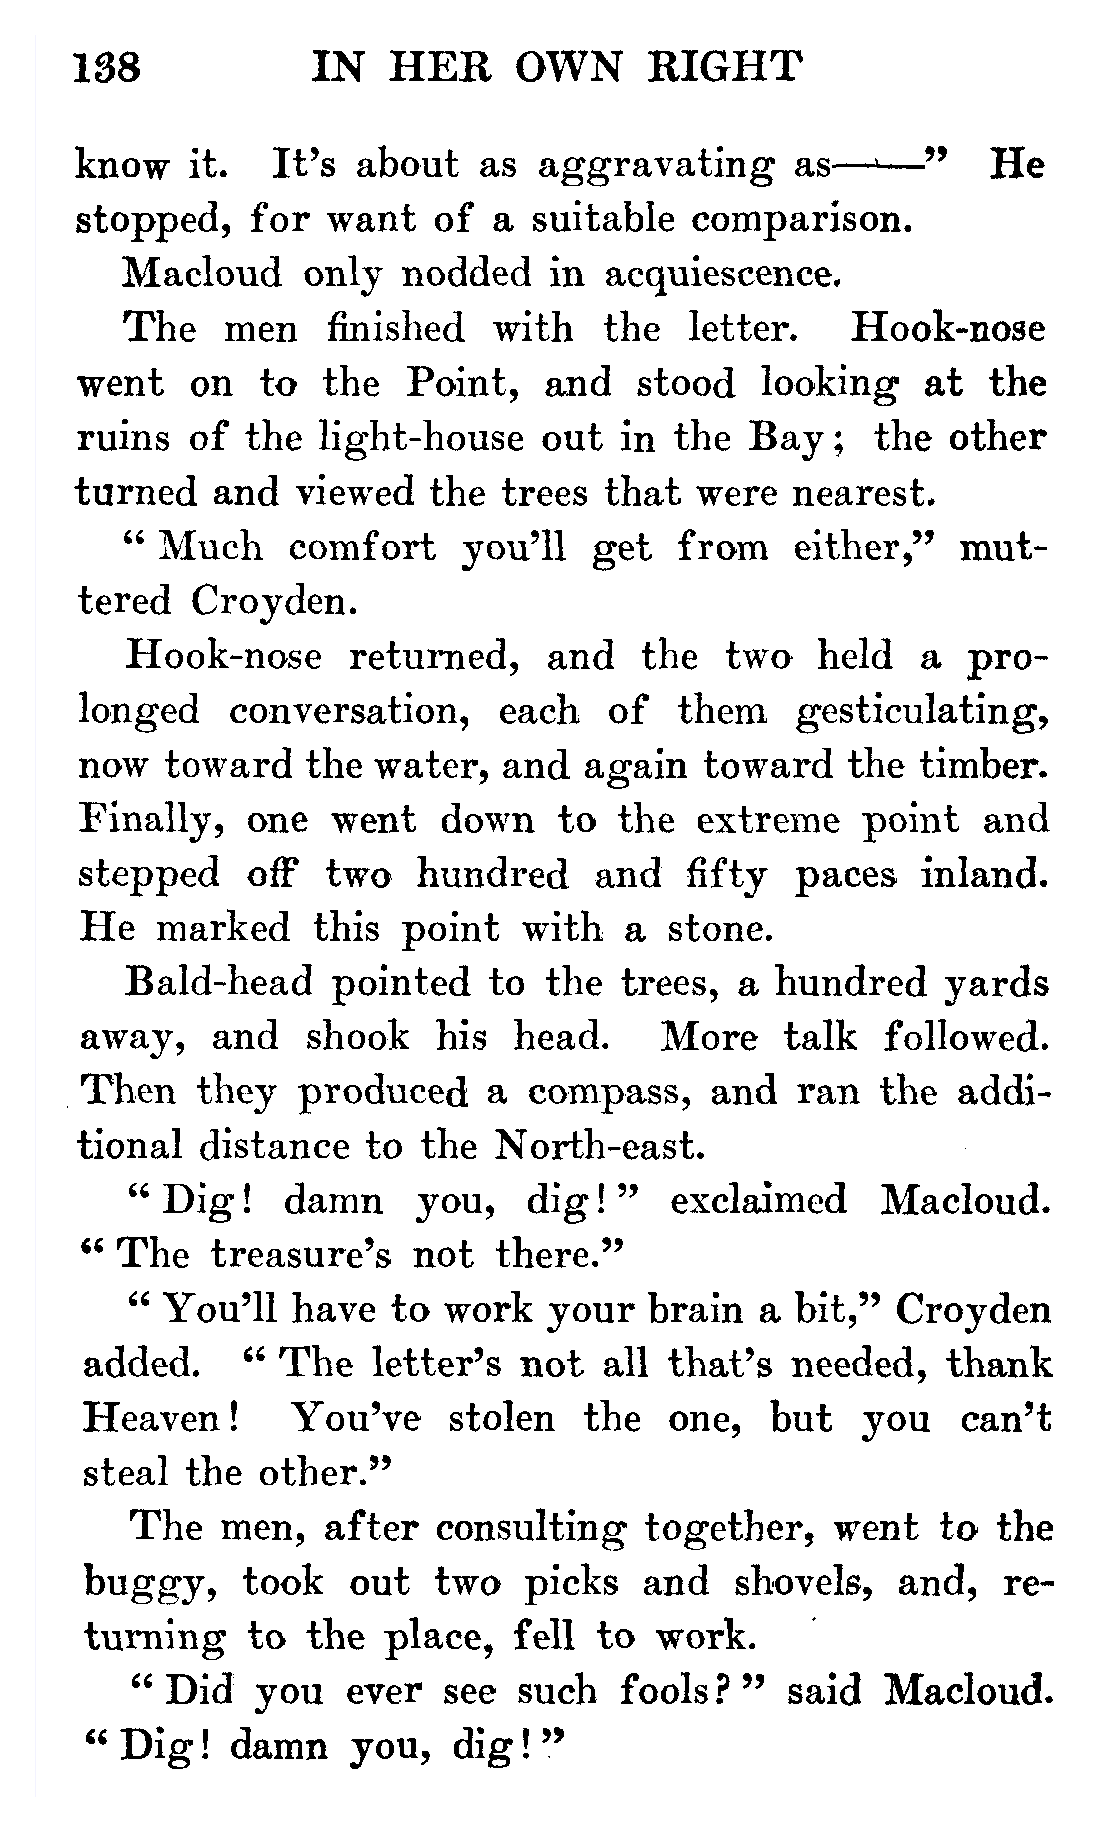 138 IN HER OWN RIGHT
know it. It's about as aggravating as——" He
stopped, for want of a suitable comparison.
Macloud only nodded in acquiescence.
The men finished with the letter. Hook-nose
went on to the Point, and stood looking at the
ruins of the light-house out in the Bay; the other
turned and viewed the trees that were nearest.
"Much comfort you'll get from either," mut-
tered Croyden.
Hook-nose returned, and the two held a pro-
longed conversation, each of them gesticulating,
now toward the water, and again toward the timber.
Finally, one went down to the extreme point and
stepped off two hundred and fifty paces inland.
He marked this point with a stone.
Bald-head pointed to the trees, a hundred yards
away, and shook his head. More talk followed.
Then they produced a compass, and ran the addi-
tional distance to the North-east.
"Dig! damn you, dig!" exclaimed Macloud.
"The treasure's not there."
"You'll have to work your brain a bit," Croyden
added. "The letter's not all that's needed, thank
Heaven! You've stolen the one, but you can't
steal the other."
The men, after consulting together, went to the
buggy, took out two picks and shovels, and, re-
turning to the place, fell to work.
"Did you ever see such fools?" said Macloud.
"Dig! damn you, dig!"